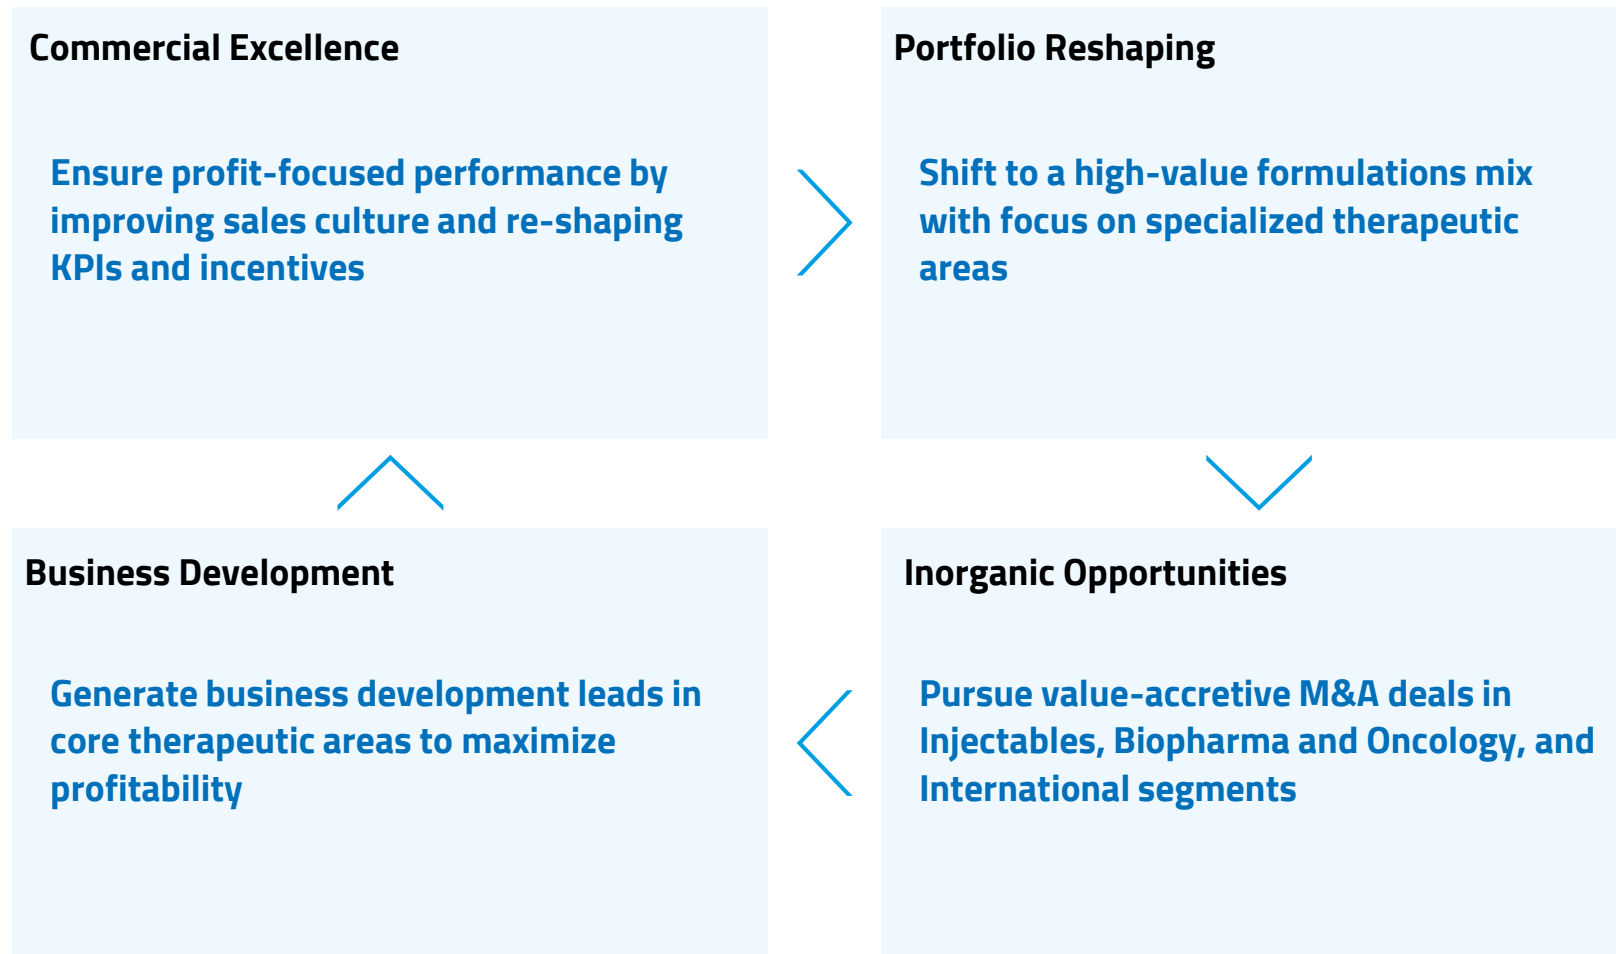 Commercial Excellence
Ensure profit-focused performance by
improving sales culture and re-shaping
KPIs and incentives
Portfolio Reshaping
Shift to a high-value formulations mix
with focus on specialized therapeutic
areas
Business Development
Generate business development leads in
core therapeutic areas to maximize
profitability
Inorganic Opportunities
Pursue value-accretive M&A deals in
Injectables, Biopharma and Oncology, and
International segments